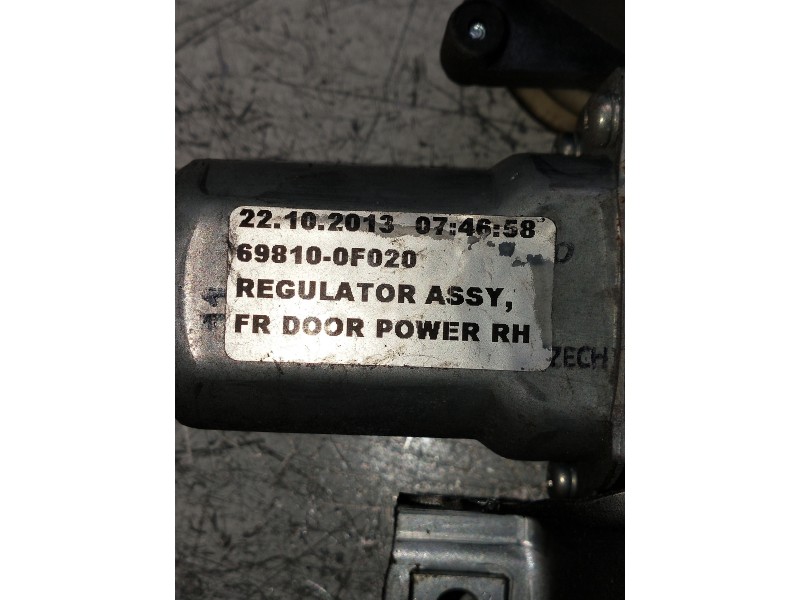 22.10.2013 07:46:58
69810-0F020
REGULATOR ASSY,
FR DOOR POWER RH
ZECH